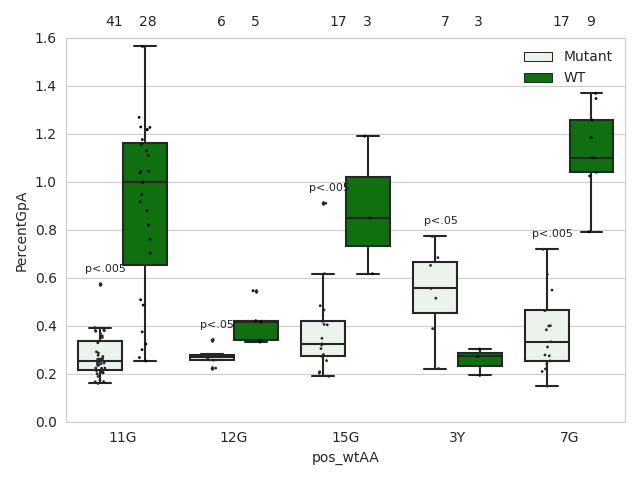 41 28 6 5 17 3 7 3 17 9
1.6
Mutant
WT
1.4
1.2
1.0
0.8
0.6
0.4
0.2
0.0
PercentGpA
p<.005
p<.05
p<.005
p<.05
p<.005
11G 12G 15G 3Y 7G
pos_wtAA